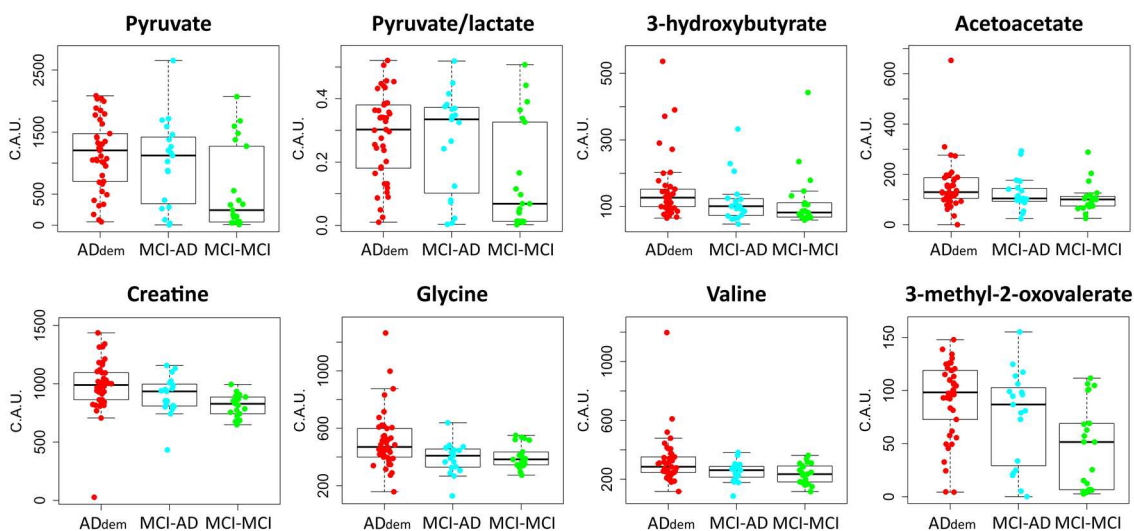 Pyruvate
C.A.U.
0 500 1500 2500
ADdem MCI-AD MCI-MCI
Pyruvate/lactate
C.A.U.
0.0 0.2 0.4
ADdem MCI-AD MCI-MCI
3-hydroxybutyrate
C.A.U.
100 300 500
ADdem MCI-AD MCI-MCI
Acetoacetate
C.A.U.
0 200 400 600
ADdem MCI-AD MCI-MCI
Creatine
C.A.U.
0 500 1000 1500
ADdem MCI-AD MCI-MCI
Glycine
C.A.U.
200 600 1000
ADdem MCI-AD MCI-MCI
Valine
C.A.U.
200 600 1000
ADdem MCI-AD MCI-MCI
3-methyl-2-oxovalerate
C.A.U.
0 50 100 150
ADdem MCI-AD MCI-MCI